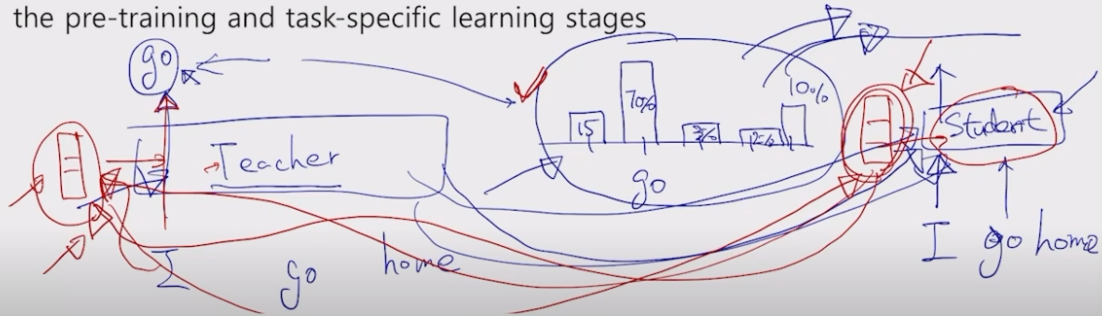 the pre-training and task-specific learning stages
go
15
70%
10%
Student
Teacher
go
I go home
I go home